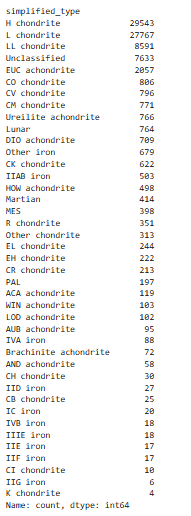 simplified_type
H chondrite 29543
L chondrite 27767
LL chondrite 8591
Unclassified 7633
EUC achondrite 2057
CO chondrite 806
CV chondrite 796
CM chondrite 771
Ureilite achondrite 766
Lunar 764
DIO achondrite 709
Other iron 679
CK chondrite 622
IIAB iron 503
HOW achondrite 498
Martian 414
MES 398
R chondrite 351
Other chondrite 313
EL chondrite 244
EH chondrite 222
CR chondrite 213
PAL 197
ACA achondrite 119
WIN achondrite 103
LOD achondrite 102
AUB achondrite 95
IVA iron 88
Brachinite achondrite 72
AND achondrite 58
CH chondrite 30
IID iron 27
CB chondrite 25
IC iron 20
IVB iron 18
IIIE iron 18
IIE iron 17
IIF iron 17
CI chondrite 10
IIG iron 6
K chondrite 4
Name: count, dtype: int64